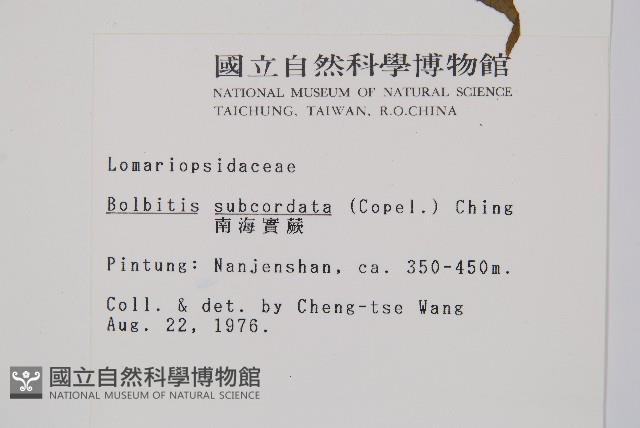 國立自然科學博物館
NATIONAL MUSEUM OF NATURAL SCIENCE
TAICHUNG, TAIWAN, R.O.CHINA
Lomariopsidaceae
Bolbitis subcordata (Copel.) Ching
南海實蕨
Pintung: Nanjenshan, ca. 350-450m.
Coll. & det. by Cheng-tse Wang
Aug. 22, 1976.
國立自然科學博物館
NATIONAL MUSEUM OF NATURAL SCIENCE